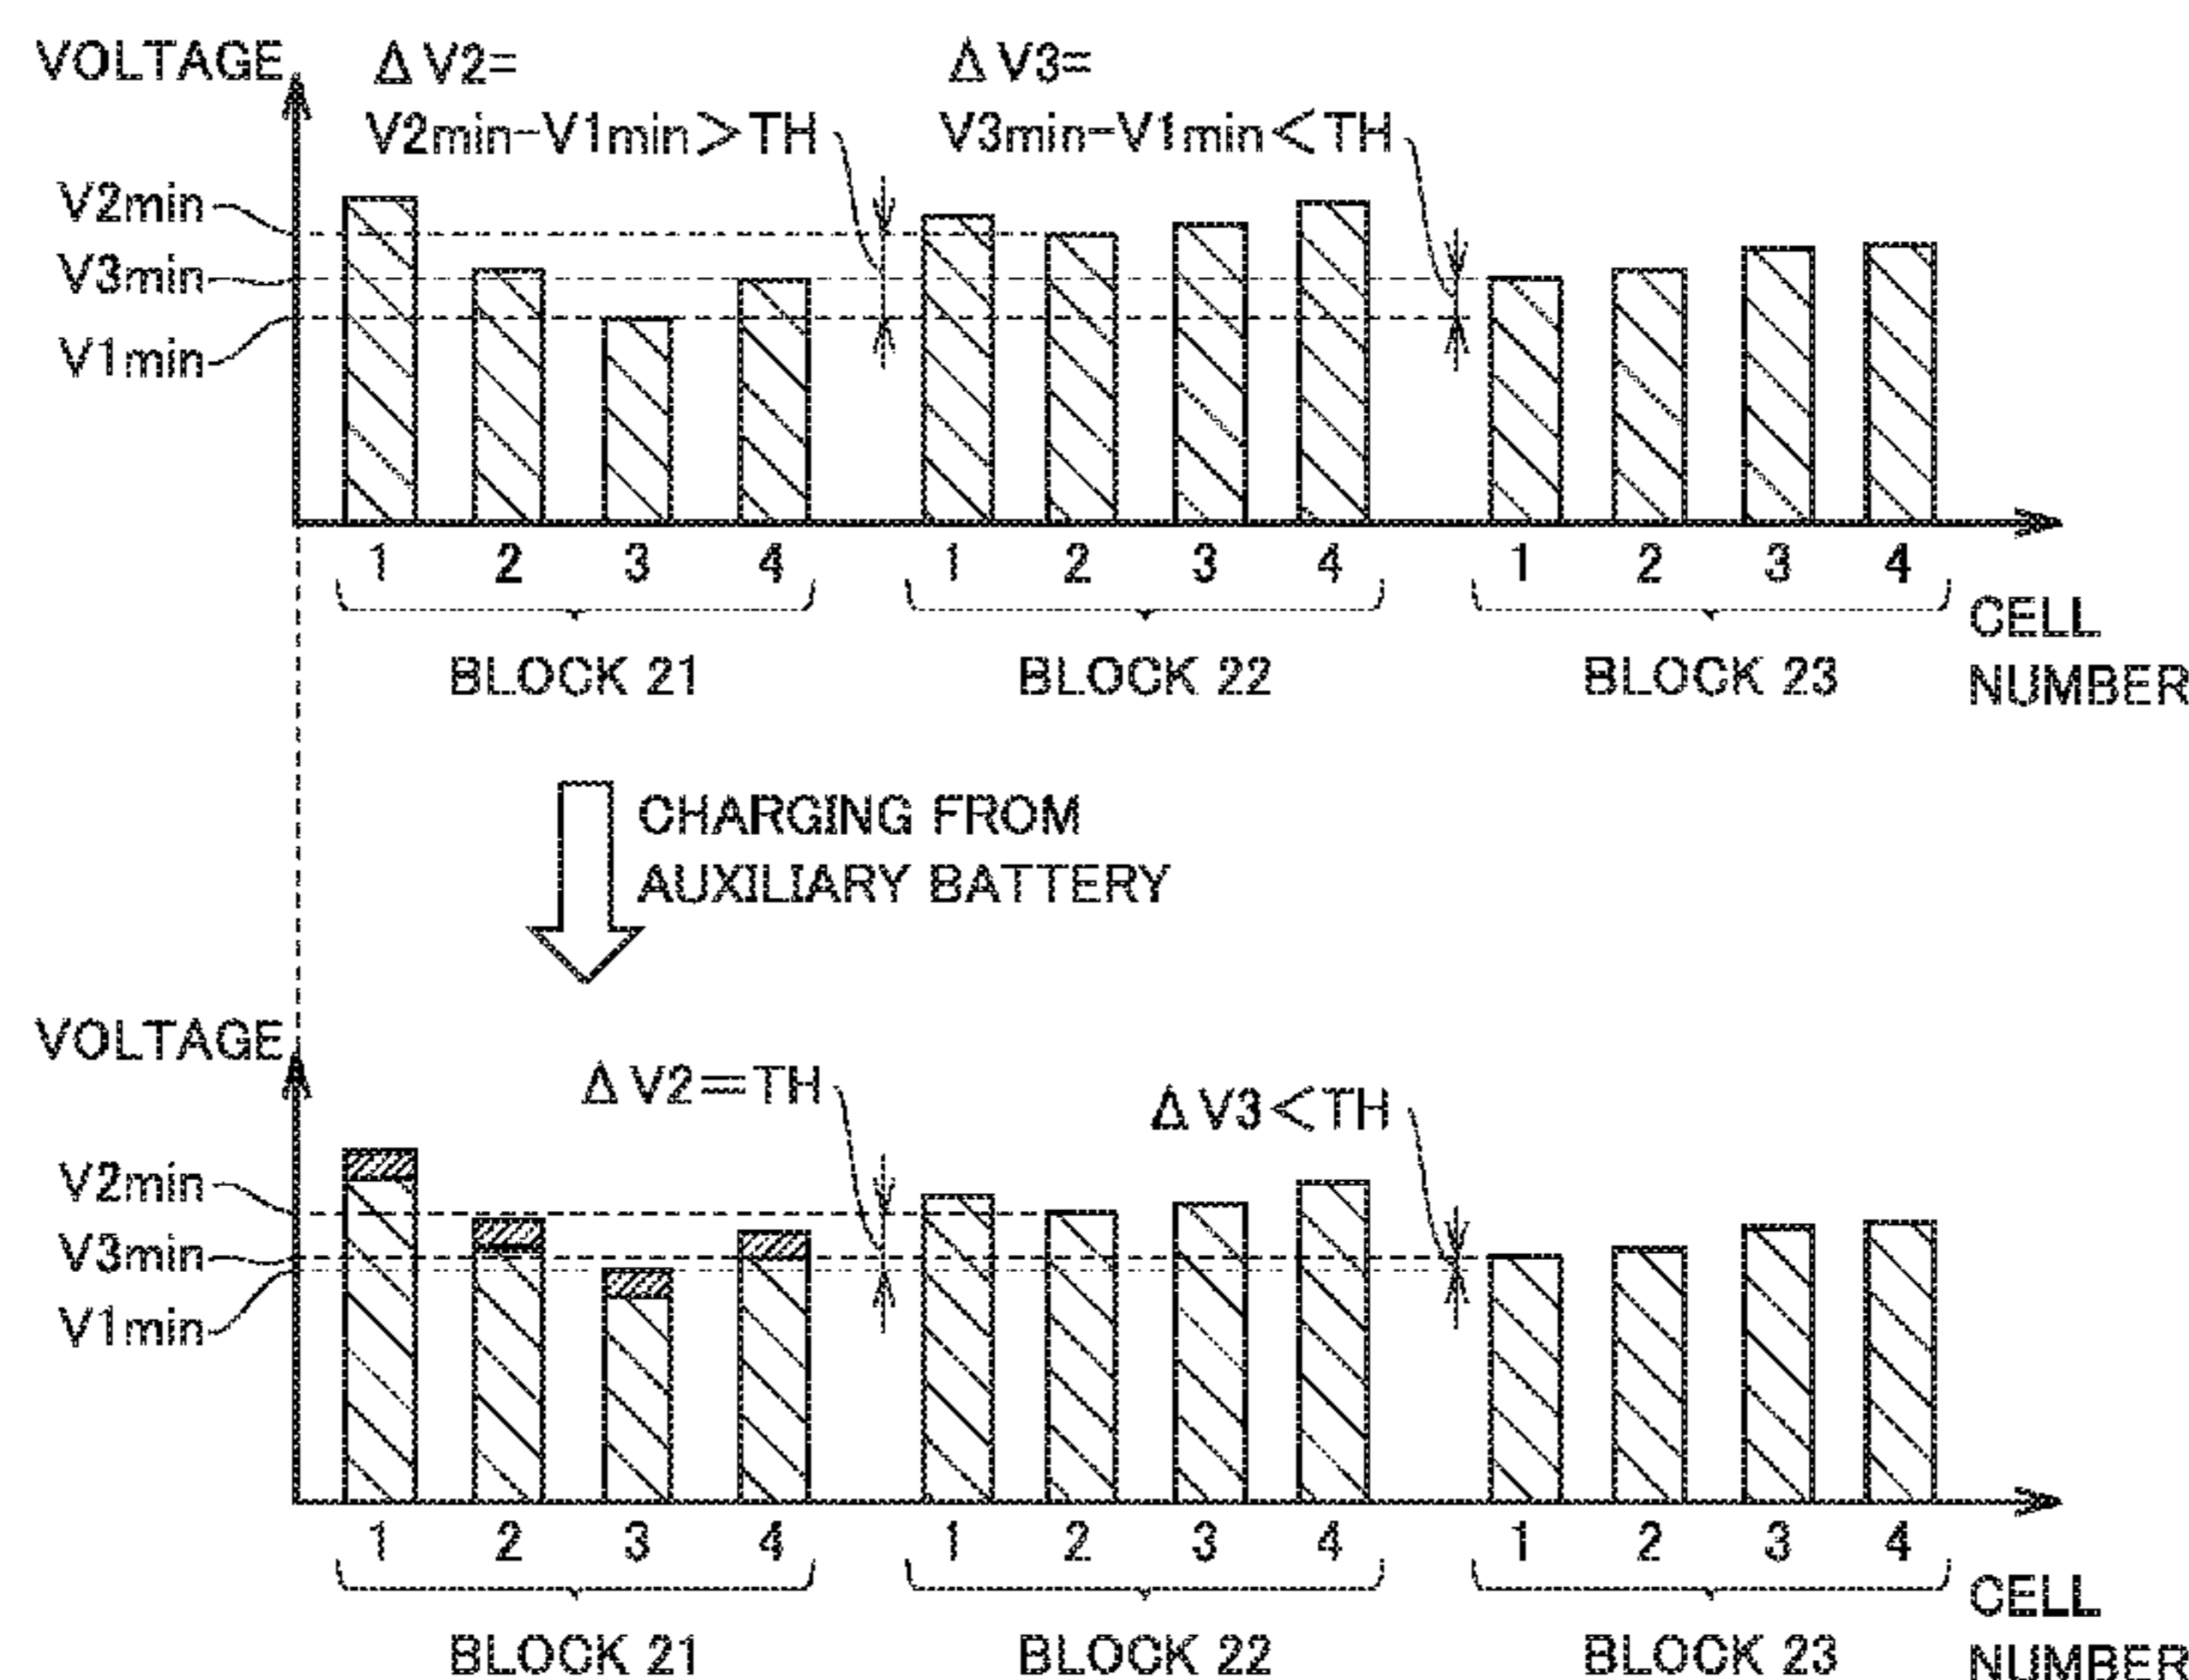 VOLTAGE
ΔV2=
V2min-V1min>TH
ΔV3=
V3min-V1min<TH
V2min
V3min
V1min
1 2 3 4 1 2 3 4 1 2 3 4
BLOCK 21 BLOCK 22 BLOCK 23
CELL
NUMBER
CHARGING FROM
AUXILIARY BATTERY
VOLTAGE
ΔV2=TH
ΔV3<TH
V2min
V3min
V1min
1 2 3 4 1 2 3 4 1 2 3 4
BLOCK 21 BLOCK 22 BLOCK 23
CELL
NUMBER